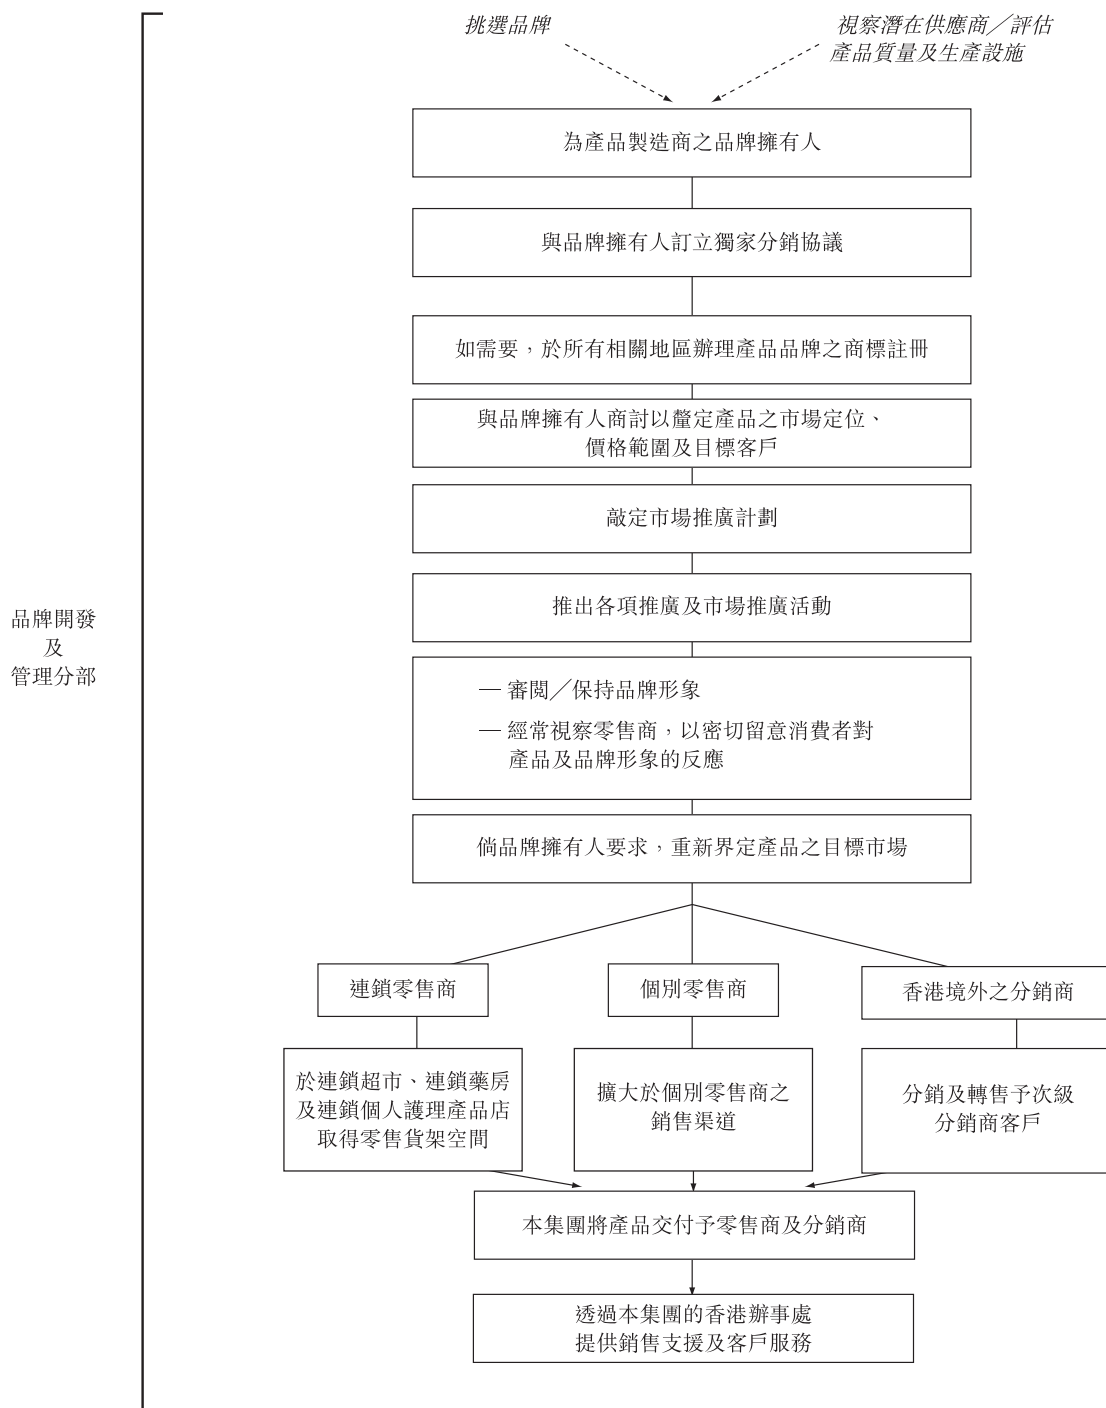 挑選品牌
視察潛在供應商／評估
產品質量及生產設施
為產品製造商之品牌擁有人
與品牌擁有人訂立獨家分銷協議
如需要，於所有相關地區辦理產品品牌之商標註冊
與品牌擁有人商討以釐定產品之市場定位、
價格範圍及目標客戶
敲定市場推廣計劃
推出各項推廣及市場推廣活動
品牌開發
及
管理分部
— 審閱／保持品牌形象
— 經常視察零售商，以密切留意消費者對
產品及品牌形象的反應
倘品牌擁有人要求，重新界定產品之目標市場
連鎖零售商
個別零售商
香港境外之分銷商
於連鎖超市、連鎖藥房
及連鎖個人護理產品店
取得零售貨架空間
擴大於個別零售商之
銷售渠道
分銷及轉售予次級
分銷商客戶
本集團將產品交付予零售商及分銷商
透過本集團的香港辦事處
提供銷售支援及客戶服務